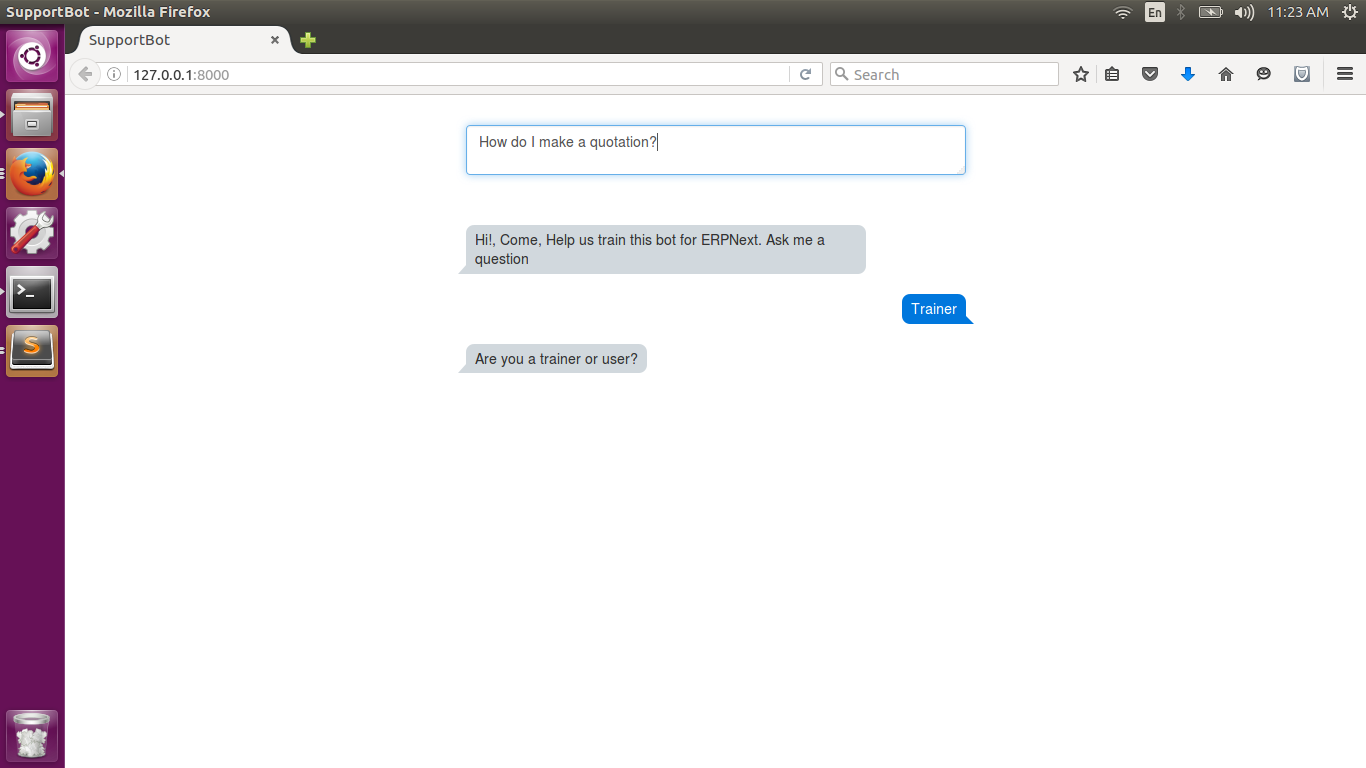 SupportBot - Mozilla Firefox
En
11:23 AM
SupportBot
127.0.0.1:8000
Search
How do I make a quotation?
Hi!, Come, Help us train this bot for ERPNext. Ask me a
question
Trainer
Are you a trainer or user?